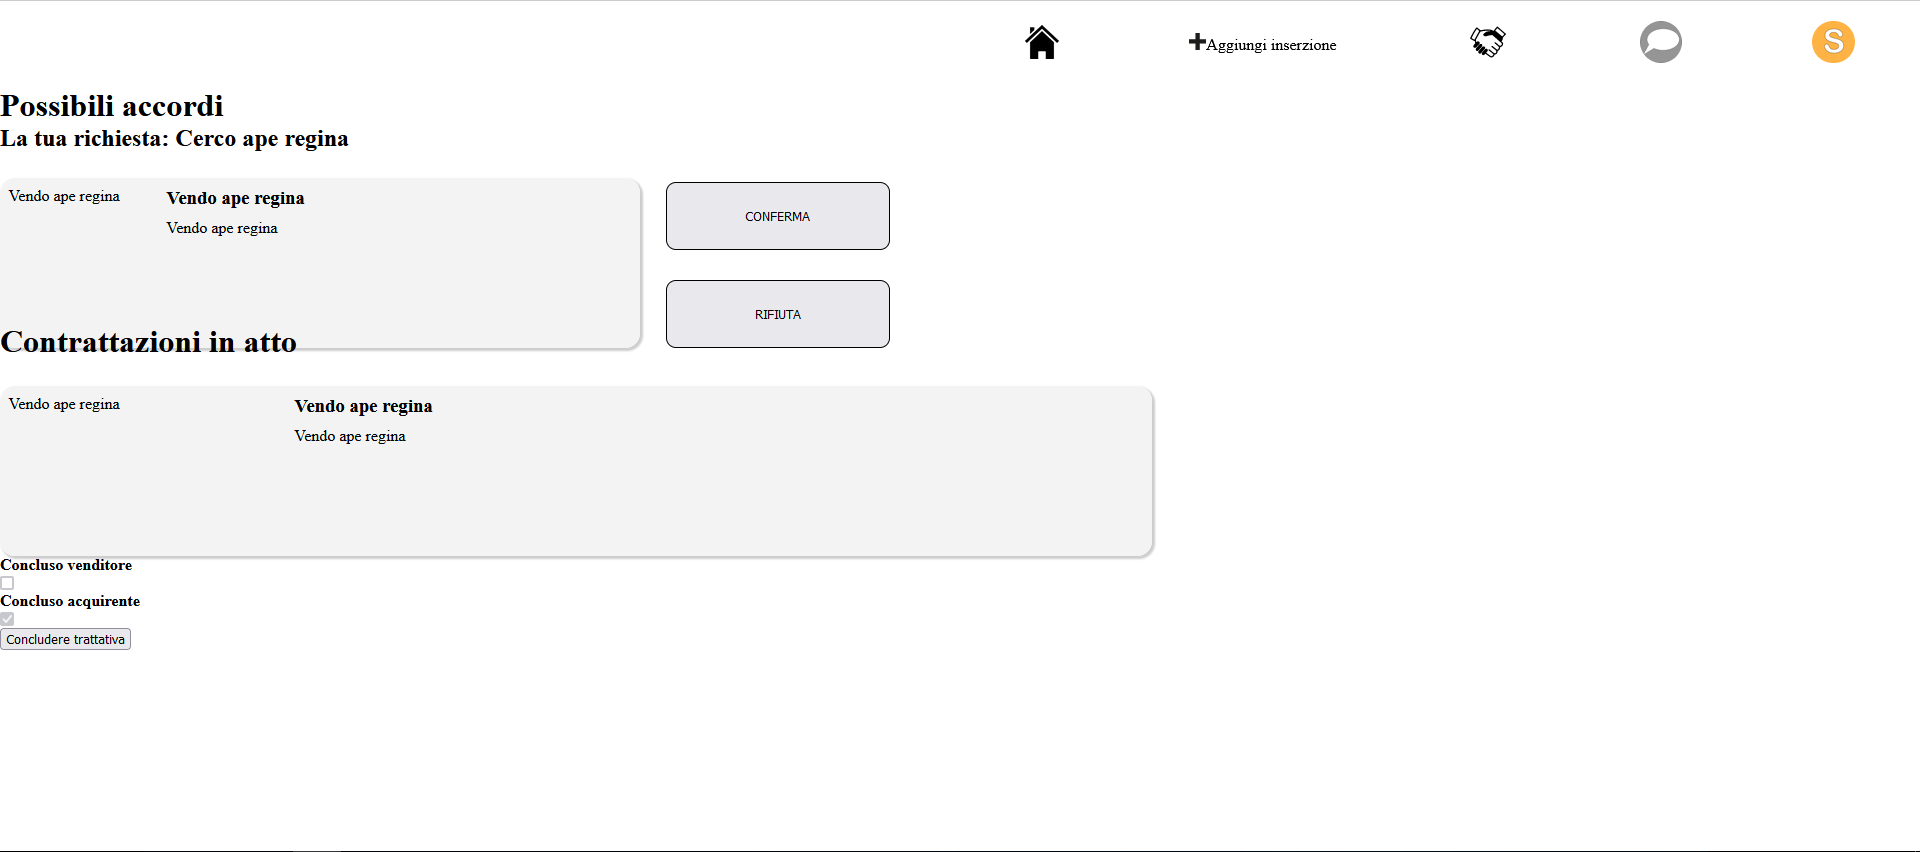 Aggiungi inserzione
S
Possibili accordi
La tua richiesta: Cerco ape regina
Vendo ape regina
Vendo ape regina
Vendo ape regina
CONFERMA
RIFIUTA
Contrattazioni in atto
Vendo ape regina
Vendo ape regina
Vendo ape regina
Concluso venditore
Concluso acquirente
Concludere trattativa